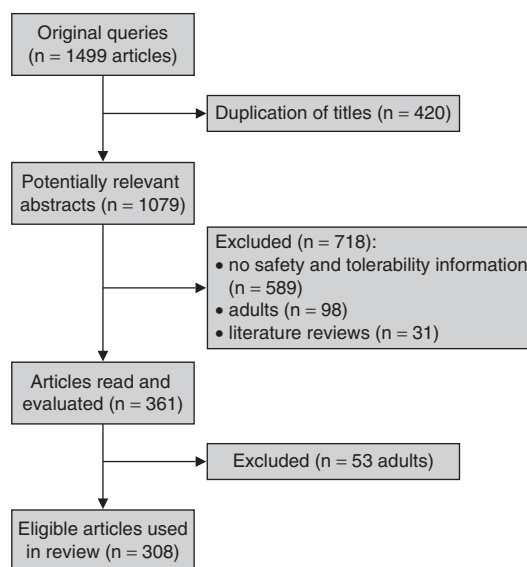 Original queries
(n = 1499 articles)
Duplication of titles (n = 420)
Potentially relevant
abstracts (n = 1079)
Excluded (n = 718):
• no safety and tolerability information
(n = 589)
• adults (n = 98)
• literature reviews (n = 31)
Articles read and
evaluated (n = 361)
Excluded (n = 53 adults)
Eligible articles used
in review (n = 308)